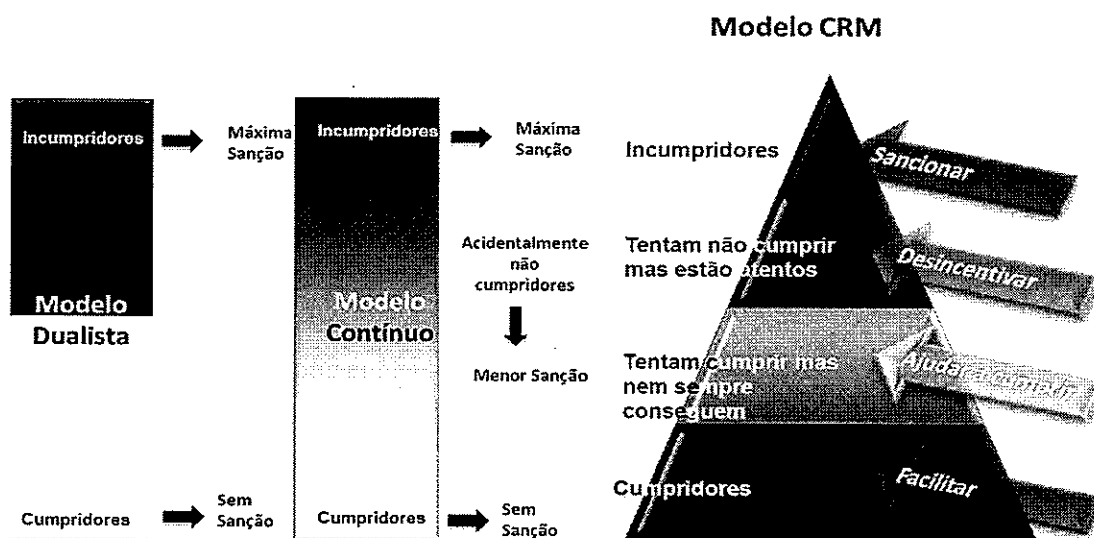 Modelo CRM
Incumpridores
Máxima
Sanção
Modelo
Dualista
Cumpridores
Sem
Sanção
Incumpridores
Máxima
Sanção
Acidentalmente
não
cumpridores
Menor Sanção
Modelo
Contínuo
Cumpridores
Sem
Sanção
Incumpridores
Sancionar
Tentam não cumprir
mas estão atentos
Desincentivar
Tentam cumprir mas
nem sempre
conseguem
Ajudar a cumprir
Cumpridores
Facilitar